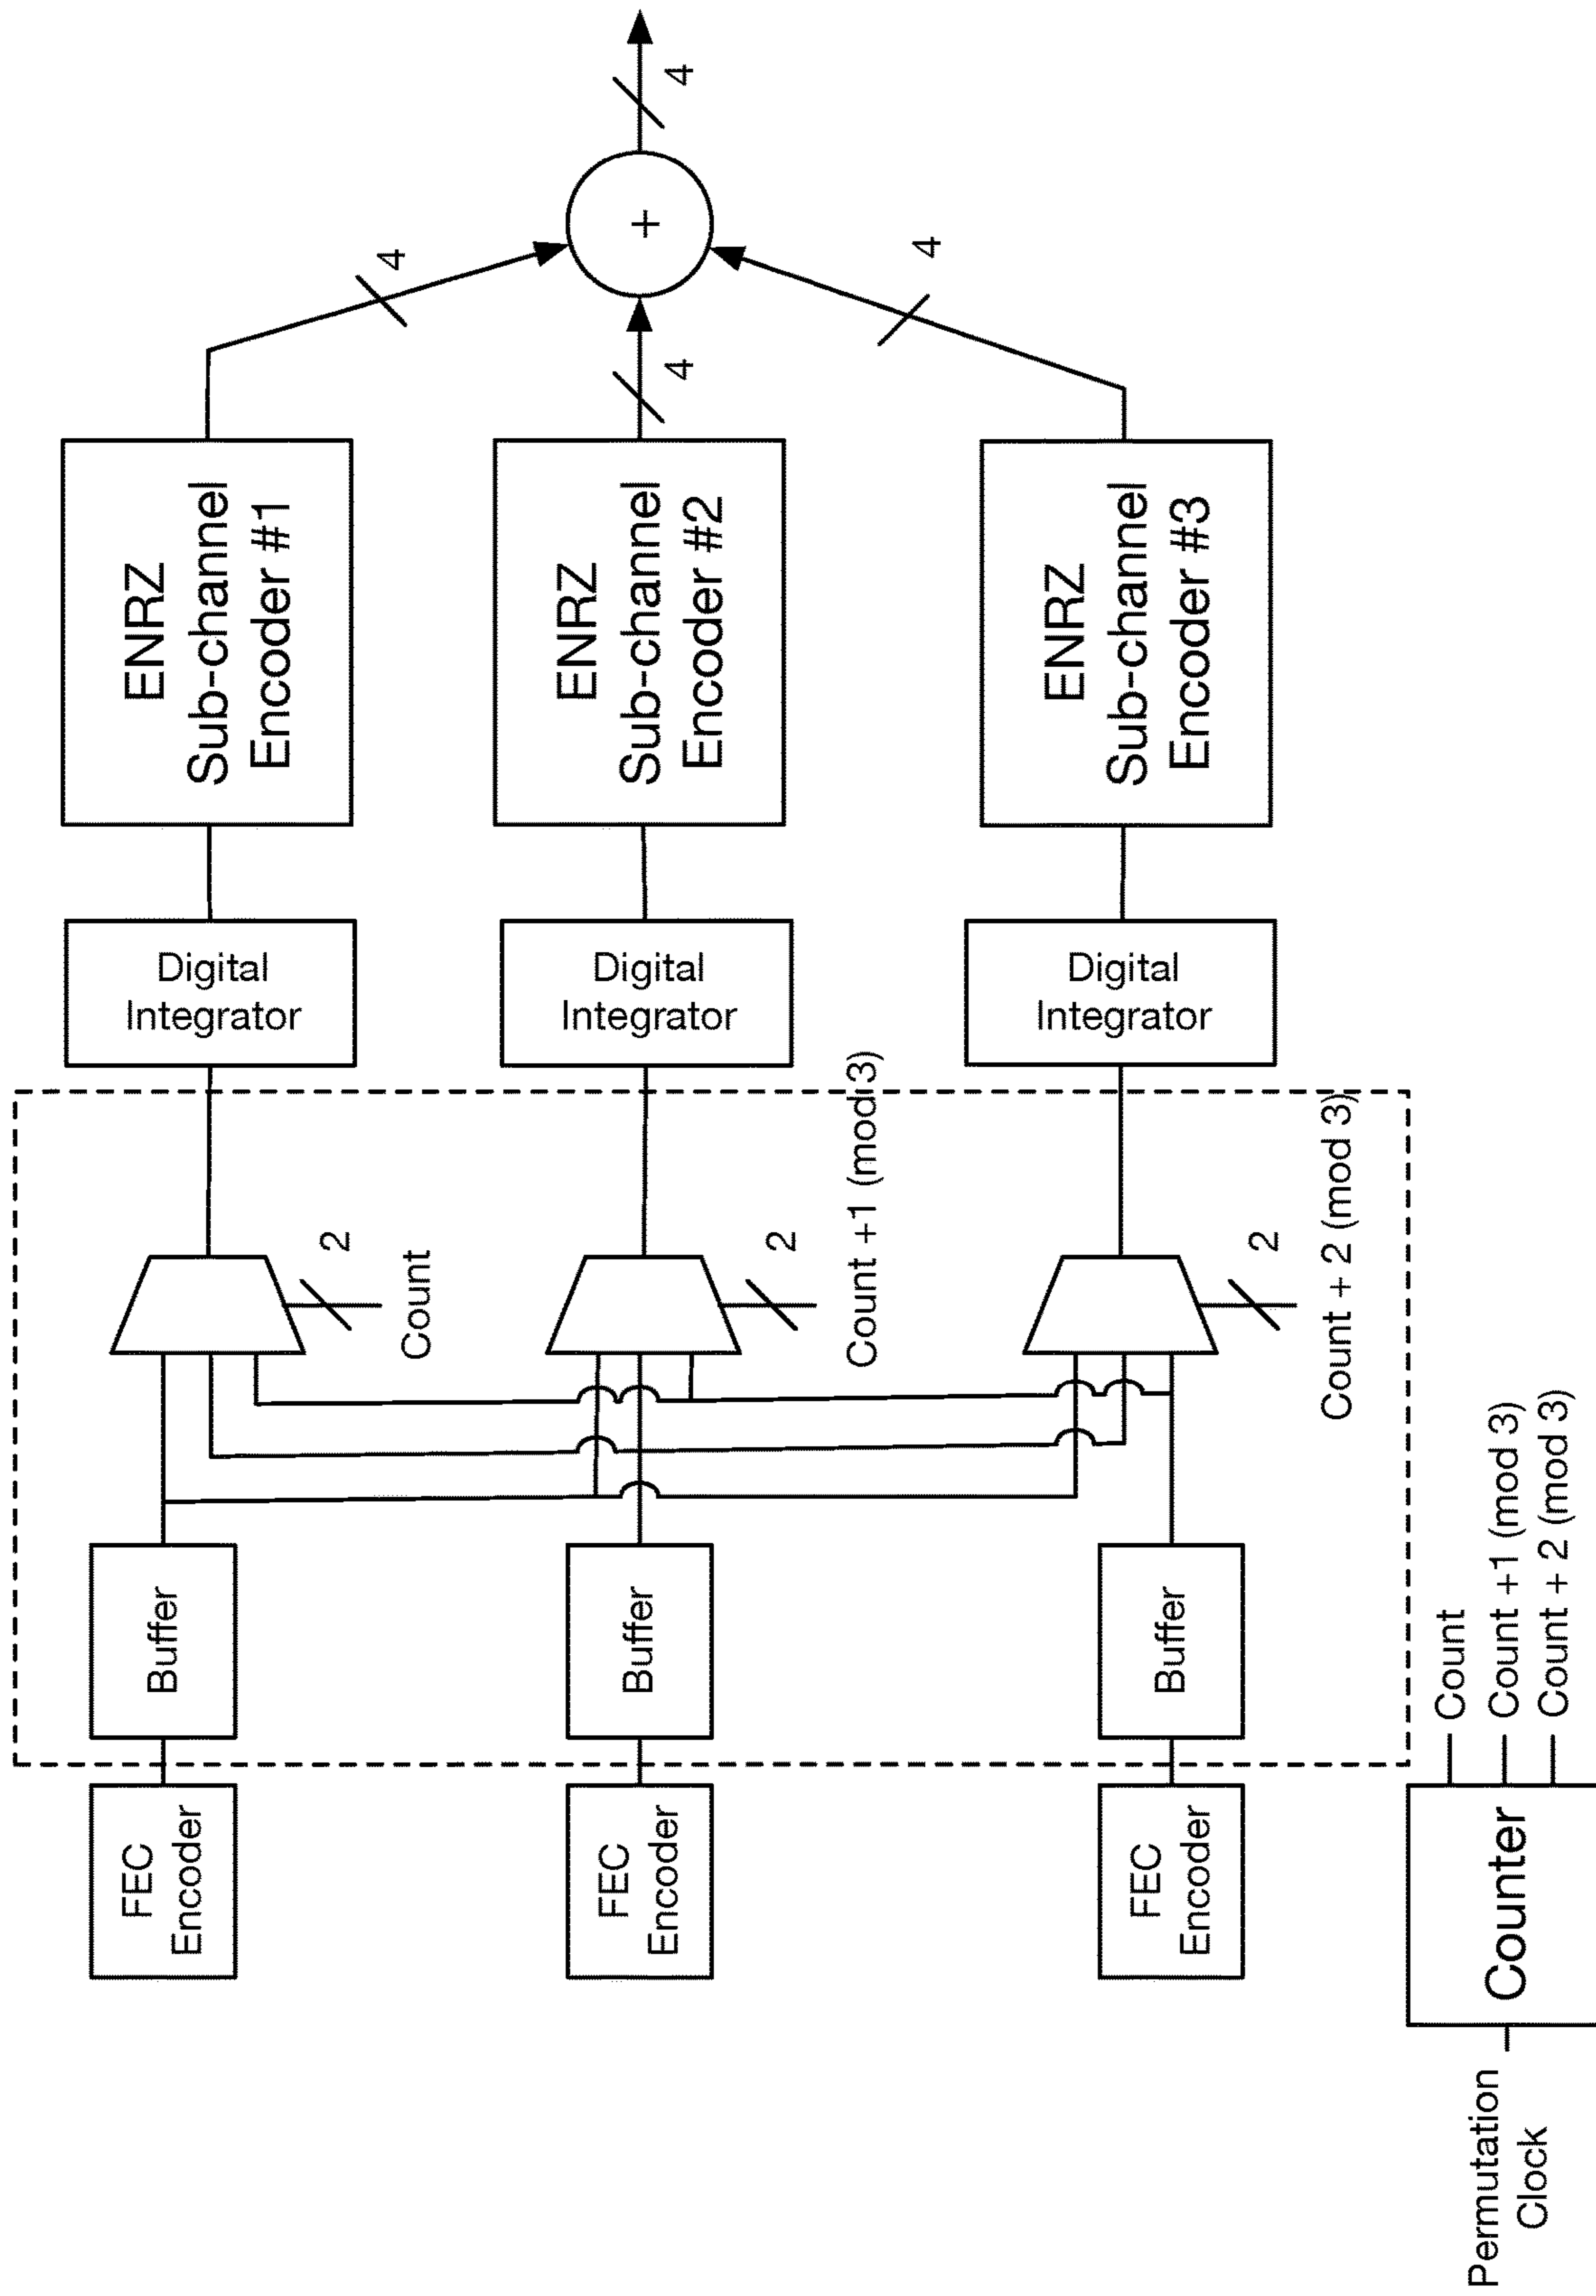 FEC
Encoder
Buffer
2
Count
Digital
Integrator
ENRZ
Sub-channel
Encoder #1
4
FEC
Encoder
Buffer
2
Count +1 (mod 3)
Digital
Integrator
ENRZ
Sub-channel
Encoder #2
4
+
4
FEC
Encoder
Buffer
2
Count + 2 (mod 3)
Digital
Integrator
ENRZ
Sub-channel
Encoder #3
4
Permutation
Clock
Counter
Count
Count +1 (mod 3)
Count + 2 (mod 3)